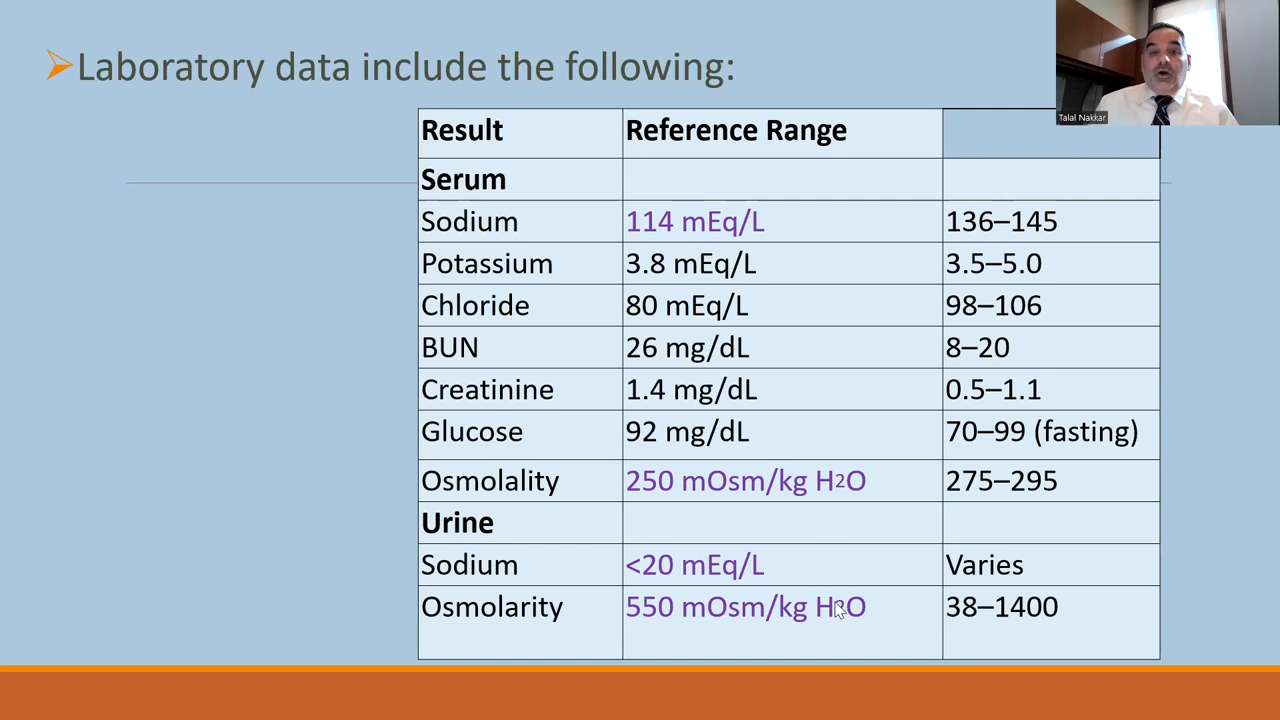 ➢Laboratory data include the following:
Talal Nakkar
Result Reference Range
Serum
Sodium 114 mEq/L 136–145
Potassium 3.8 mEq/L 3.5–5.0
Chloride 80 mEq/L 98–106
BUN 26 mg/dL 8–20
Creatinine 1.4 mg/dL 0.5–1.1
Glucose 92 mg/dL 70–99 (fasting)
Osmolality 250 mOsm/kg H2O 275–295
Urine
Sodium <20 mEq/L Varies
Osmolarity 550 mOsm/kg H2O 38–1400